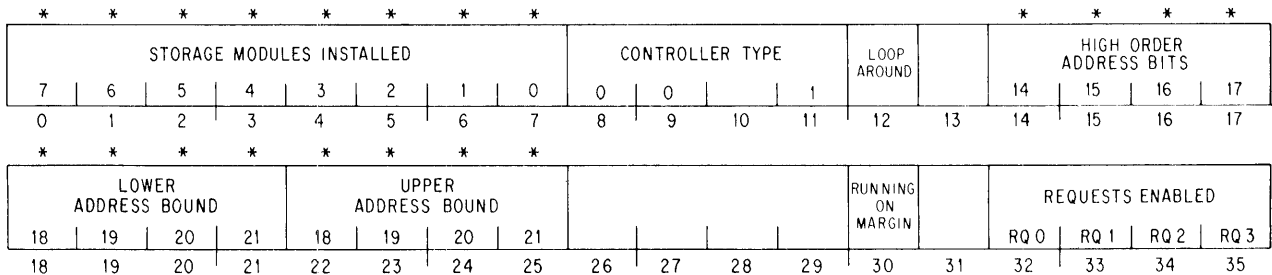 * * * * * * * * * * * *
STORAGE MODULES INSTALLED CONTROLLER TYPE LOOP AROUND HIGH ORDER ADDRESS BITS
7 6 5 4 3 2 1 0 0 0 1 14 15 16 17
0 1 2 3 4 5 6 7 8 9 10 11 12 13 14 15 16 17
* * * * * * * *
LOWER ADDRESS BOUND UPPER ADDRESS BOUND RUNNING ON MARGIN REQUESTS ENABLED
18 19 20 21 18 19 20 21 RQ 0 RQ 1 RQ 2 RQ 3
18 19 20 21 22 23 24 25 26 27 28 29 30 31 32 33 34 35